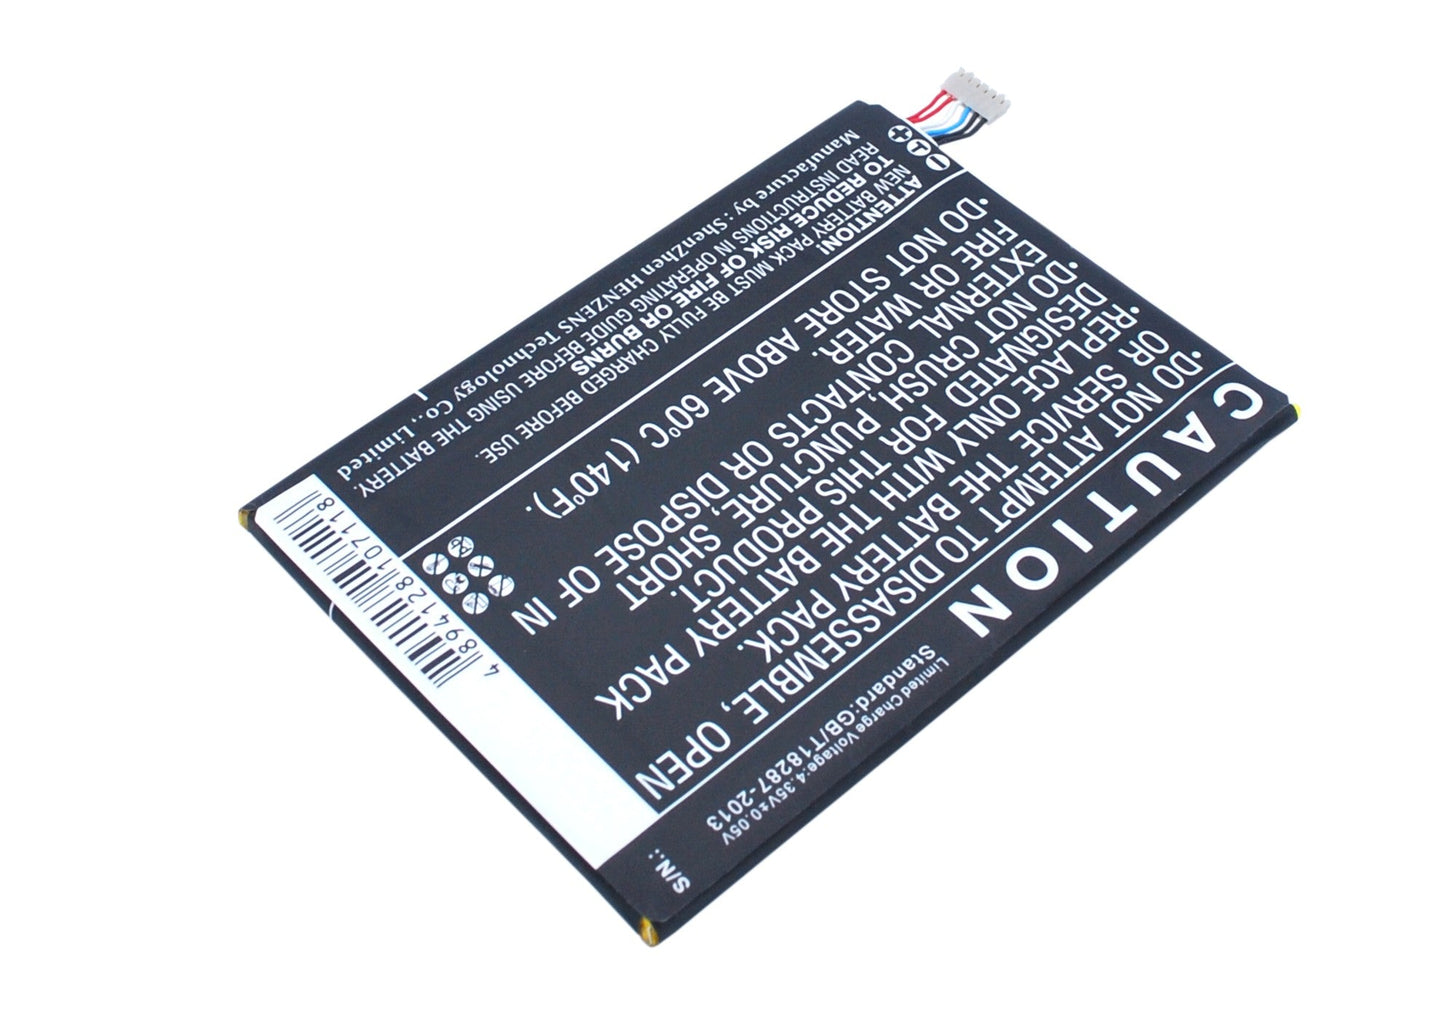 CAUTION
•DO NOT ATTEMPT TO DISASSEMBLE, OPEN
OR SERVICE THE BATTERY PACK.
•REPLACE ONLY WITH THE BATTERY PACK
DESIGNATED FOR THIS PRODUCT.
•DO NOT CRUSH, PUNCTURE, SHORT
EXTERNAL CONTACTS OR DISPOSE OF IN
FIRE OR WATER.
•DO NOT STORE ABOVE 60°C (140°F).
ATTENTION!
NEW BATTERY PACK MUST BE FULLY CHARGED BEFORE USE.
TO REDUCE RISK OF FIRE OR BURNS
READ INSTRUCTIONS IN OPERATING GUIDE BEFORE USING THE BATTERY.
Manufacture by: ShenZhen HENZENS Technology Co., Limited
+ T -
Limited Charge Voltage:4.35V±0.05V
Standard:GB/T18287-2013
S/N:
4 894128 107118